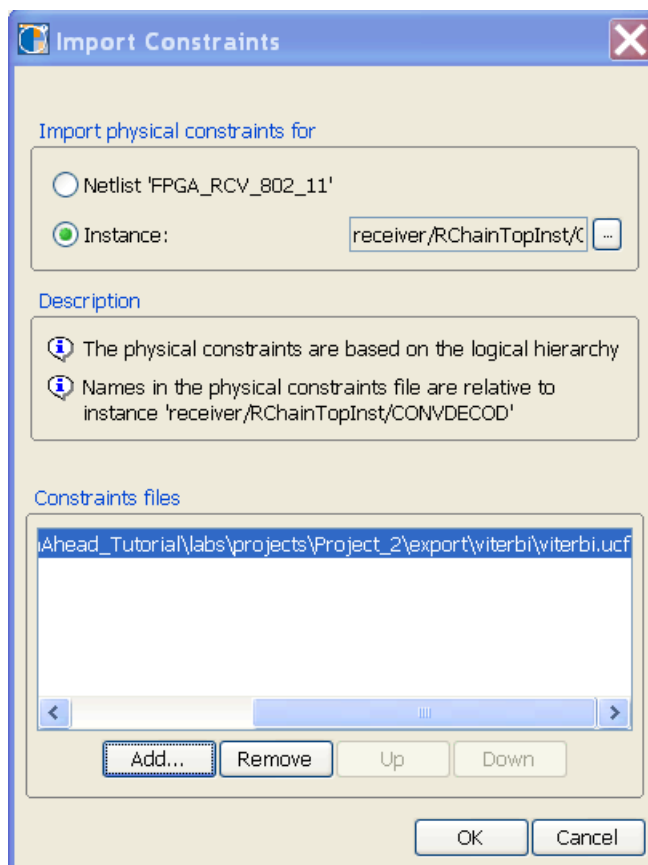 Import Constraints
Import physical constraints for
Netlist 'FPGA_RCV_802_11'
Instance: receiver/RChainTopInst/C ...
Description
The physical constraints are based on the logical hierarchy
Names in the physical constraints file are relative to
instance 'receiver/RChainTopInst/CONVDECOD'
Constraints files
Ahead_Tutorial\labs\projects\Project_2\export\viterbi\viterbi.ucf
Add... Remove Up Down
OK Cancel